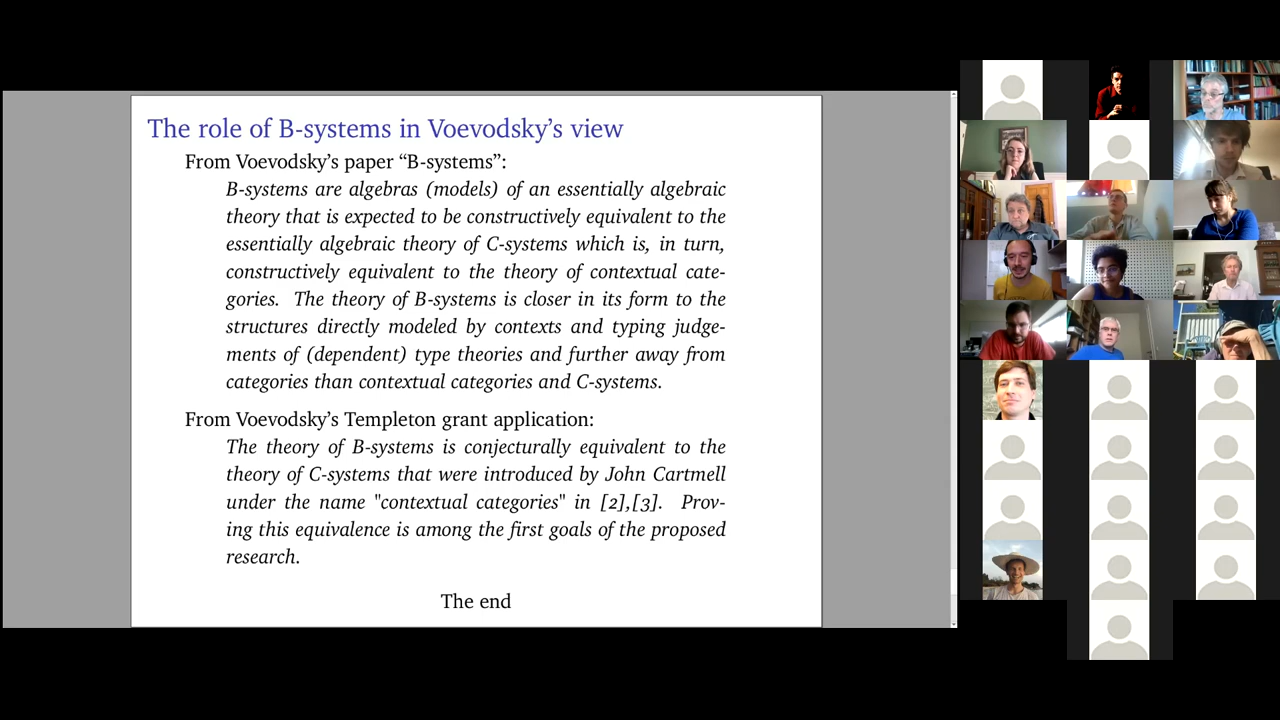 The role of B-systems in Voevodsky's view
From Voevodsky's paper “B-systems”:
B-systems are algebras (models) of an essentially algebraic
theory that is expected to be constructively equivalent to the
essentially algebraic theory of C-systems which is, in turn,
constructively equivalent to the theory of contextual cate-
gories. The theory of B-systems is closer in its form to the
structures directly modeled by contexts and typing judge-
ments of (dependent) type theories and further away from
categories than contextual categories and C-systems.
From Voevodsky's Templeton grant application:
The theory of B-systems is conjecturally equivalent to the
theory of C-systems that were introduced by John Cartmell
under the name "contextual categories" in [2],[3]. Prov-
ing this equivalence is among the first goals of the proposed
research.
The end